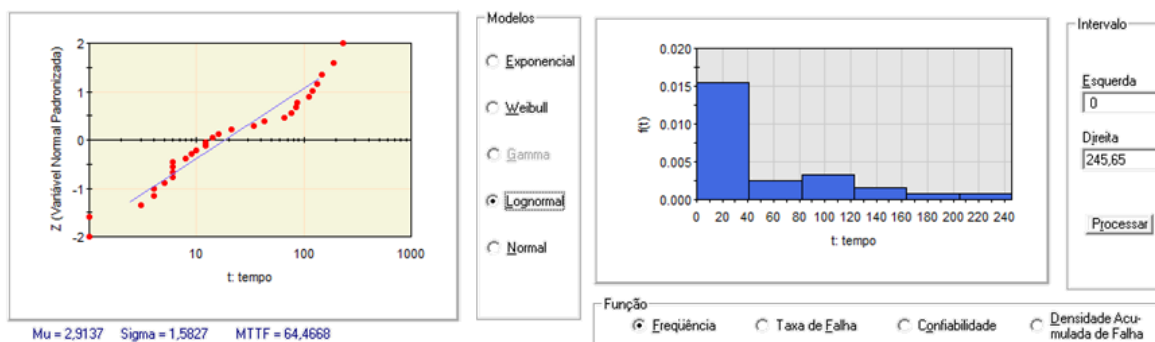 Z (Variável Normal Padronizada)
2
1
0
-1
-2
10
100
1000
t: tempo
Mu = 2,9137 Sigma = 1,5827 MTTF = 64,4668
Modelos
Exponencial
Weibull
Gamma
Lognormal
Normal
f(t)
0.020
0.015
0.010
0.005
0.000
0 20 40 60 80 100 120 140 160 180 200 220 240
t: tempo
Intervalo
Esquerda
0
Djreita
245,65
Processar
Função
Freqüência
Taxa de Falha
Confiabilidade
Densidade Acu-
mulada de Falha